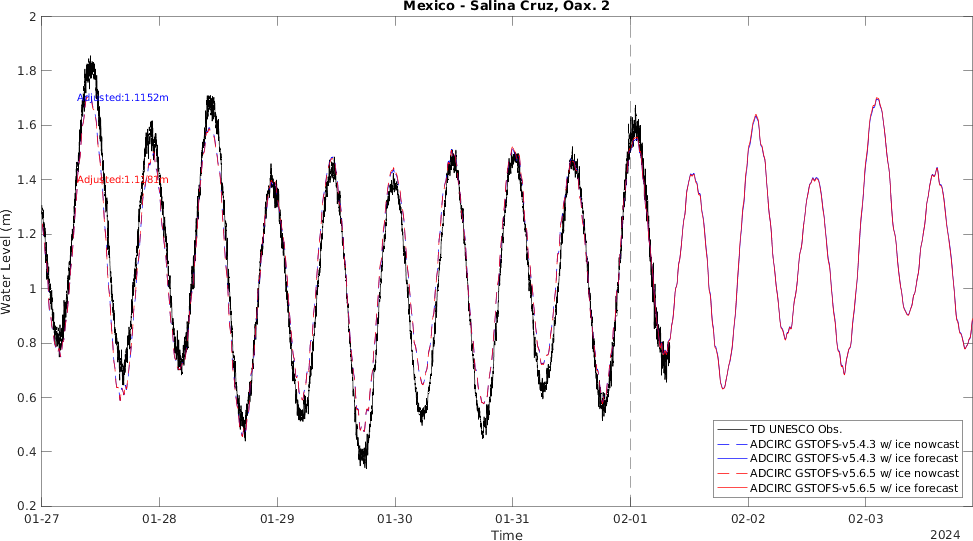 Mexico - Salina Cruz, Oax. 2
2
1.8
1.6
1.4
1.2
1
0.8
0.6
0.4
0.2
Water Level (m)
Adjusted:1.1152m
TD UNESCO Obs.
ADCIRC GSTOFS-v5.4.3 w/ ice nowcast
ADCIRC GSTOFS-v5.4.3 w/ ice forecast
ADCIRC GSTOFS-v5.6.5 w/ ice nowcast
ADCIRC GSTOFS-v5.6.5 w/ ice forecast
01-27 01-28 01-29 01-30 01-31 02-01 02-02 02-03
Time
2024